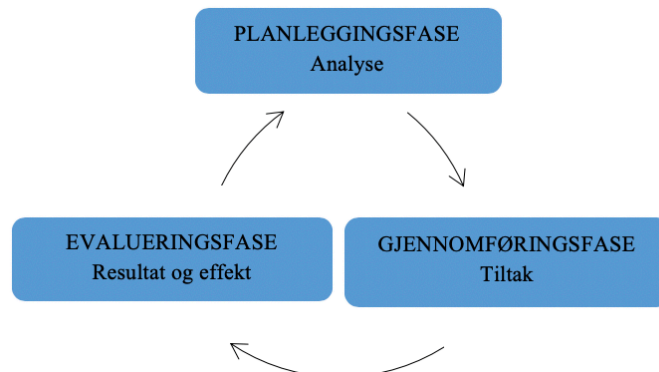 PLANLEGGINGSFASE
Analyse
EVALUERINGSFASE
Resultat og effekt
GJENNOMFØRINGSFASE
Tiltak